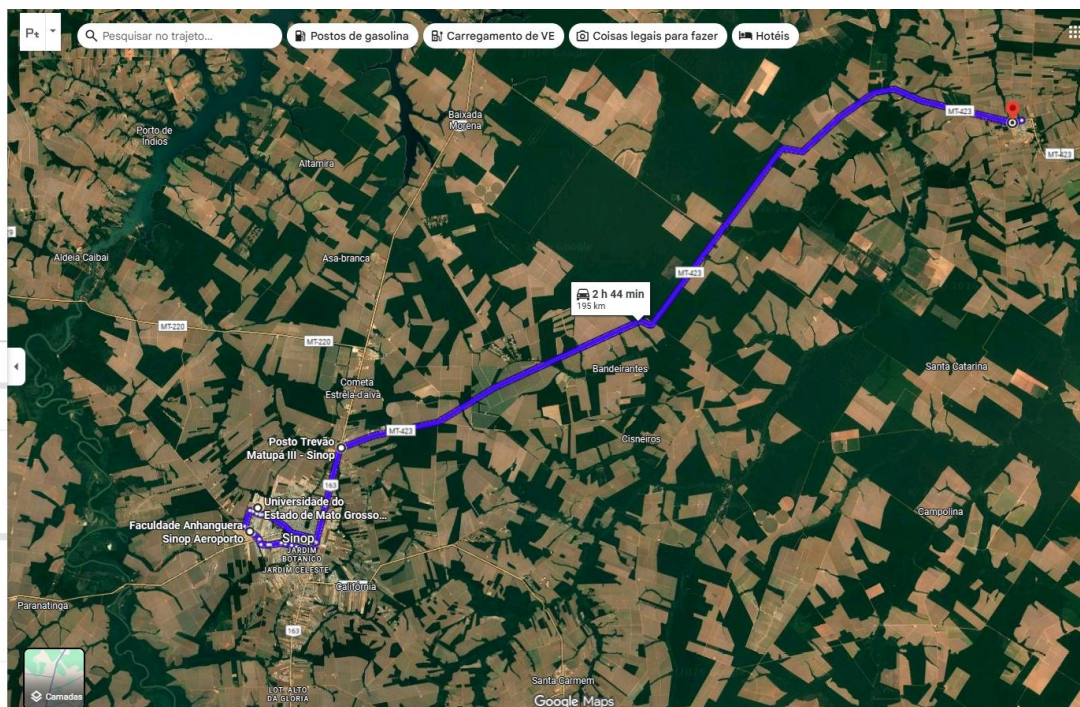 Pt
Pesquisar no trajeto...
Postos de gasolina
Carregamento de VE
Coisas legais para fazer
Hotéis
Baixada
Morena
Porto de
Índios
MT-423
MT-423
Altamira
Asa-branca
Aldeia Caibai
MT-423
2 h 44 min
195 km
MT-220
MT-220
Bandeirantes
Santa Catarina
Cometa
Estrela-d'alva
MT-423
Cisneiros
Posto Trevão
Matupá III - Sinop
163
Universidade do
Estado de Mato Grosso...
Campolina
Faculdade Anhanguera
Sinop Aeroporto
Sinop
JARDIM
BOTÂNICO
JARDIM CELESTE
Califórnia
Paranatinga
163
Camadas
LOT. ALTO
DA GLORIA
Santa Carmem
Google Maps